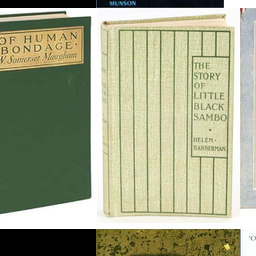 MUNSON
OF HUMAN
BONDAGE
W. Somerset Maugham
THE
STORY
OF LITTLE
BLACK
SAMBO
HELEN·
BANNERMAN
"O